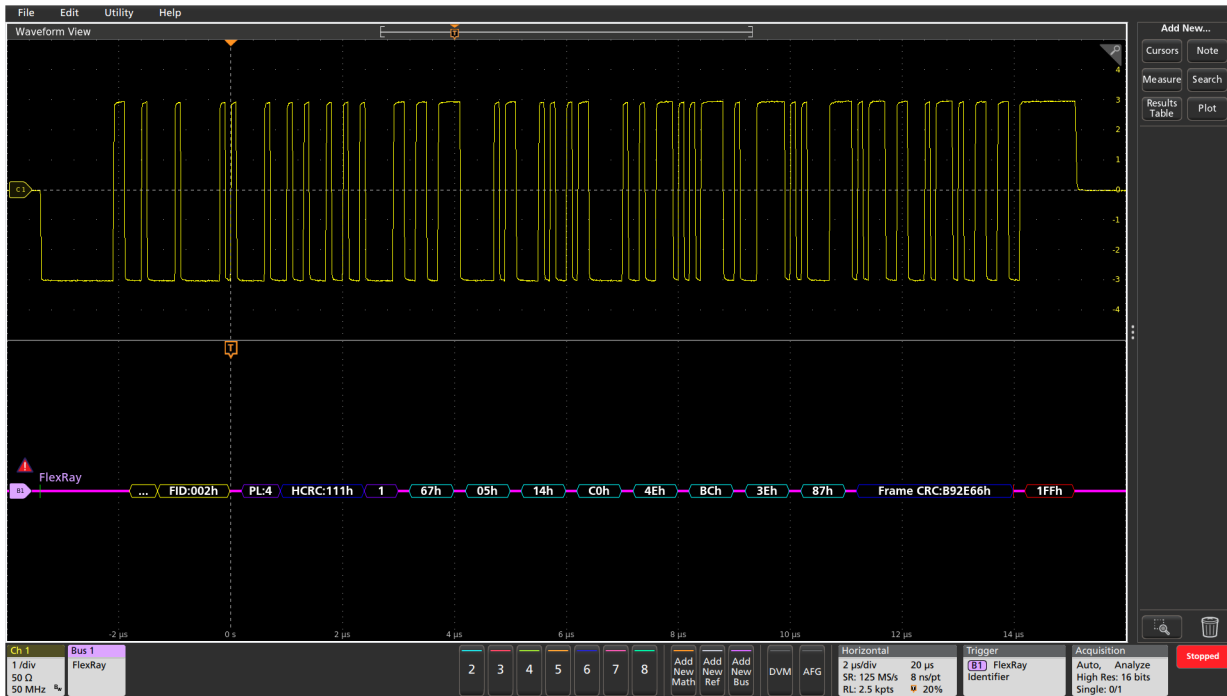 File Edit Utility Help
Waveform View
Add New...
Cursors Note
Measure Search
Results Table Plot
T
4
3
2
1
C 1
0
-1
-2
-3
-4
T
FlexRay
B1
... FID:002h PL:4 HCRC:111h 1 67h 05h 14h C0h 4Eh BCh 3Eh 87h Frame CRC:B92E66h 1FFh
-2 µs 0 s 2 µs 4 µs 6 µs 8 µs 10 µs 12 µs 14 µs
Ch 1
1 /div
50 Ω
50 MHz Bw
Bus 1
FlexRay
2 3 4 5 6 7 8
Add New Math
Add New Ref
Add New Bus
DVM AFG
Horizontal
2 µs/div 20 µs
SR: 125 MS/s 8 ns/pt
RL: 2.5 kpts 20%
Trigger
B1 FlexRay
Identifier
Acquisition
Auto, Analyze
High Res: 16 bits
Single: 0/1
Stopped